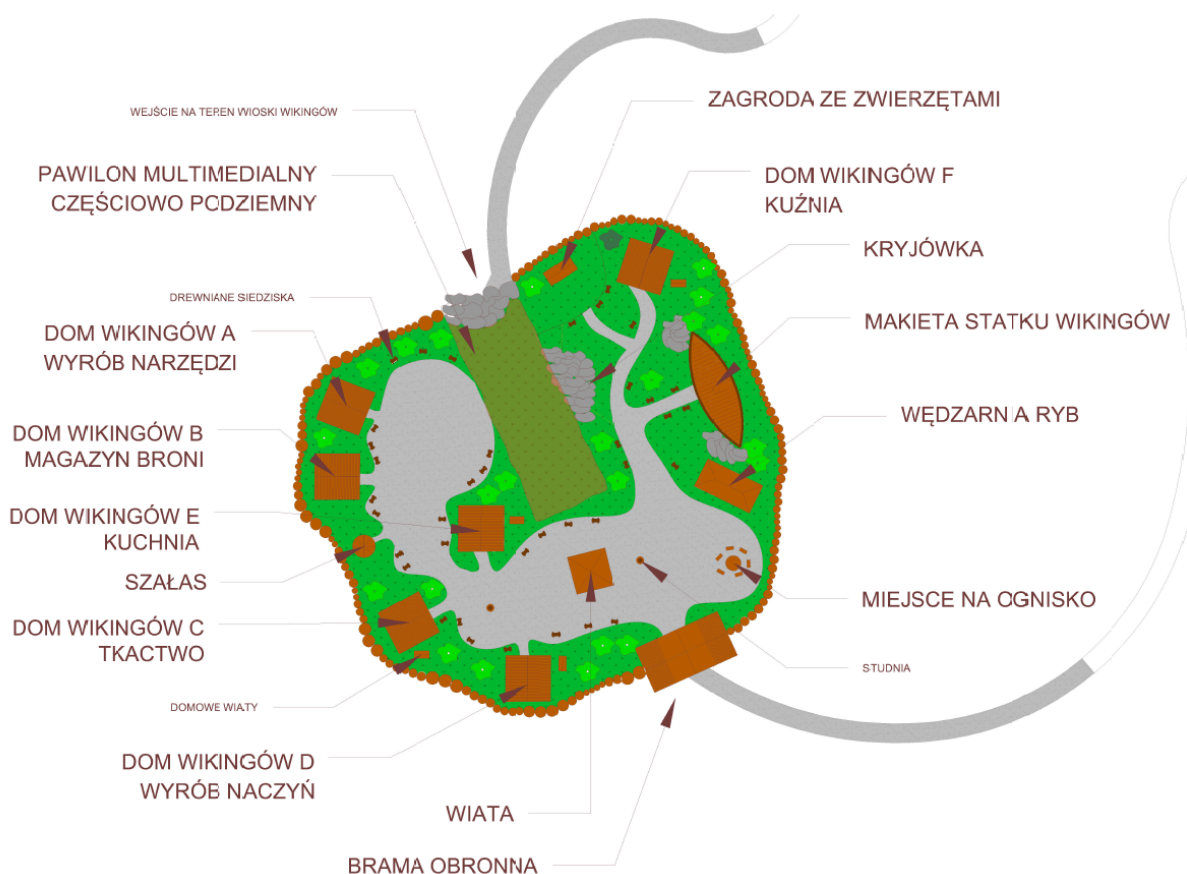 WEJŚCIE NA TEREN WIOSKI WIKINGÓW
PAWILON MULTIMEDIALNY
CZĘŚCIOWO PODZIEMNY
DREWNIANE SIEDZISKA
DOM WIKINGÓW A
WYRÓB NARZĘDZI
DOM WIKINGÓW B
MAGAZYN BRONI
DOM WIKINGÓW E
KUCHNIA
SZAŁAS
DOM WIKINGÓW C
TKACTWO
DOMOWE WIATY
DOM WIKINGÓW D
WYRÓB NACZYŃ
WIATA
BRAMA OBRONNA
ZAGRODA ZE ZWIERZĘTAMI
DOM WIKINGÓW F
KUŹNIA
KRYJÓWKA
MAKIETA STATKU WIKINGÓW
WĘDZARNIA RYB
MIEJSCE NA OGNISKO
STUDNIA